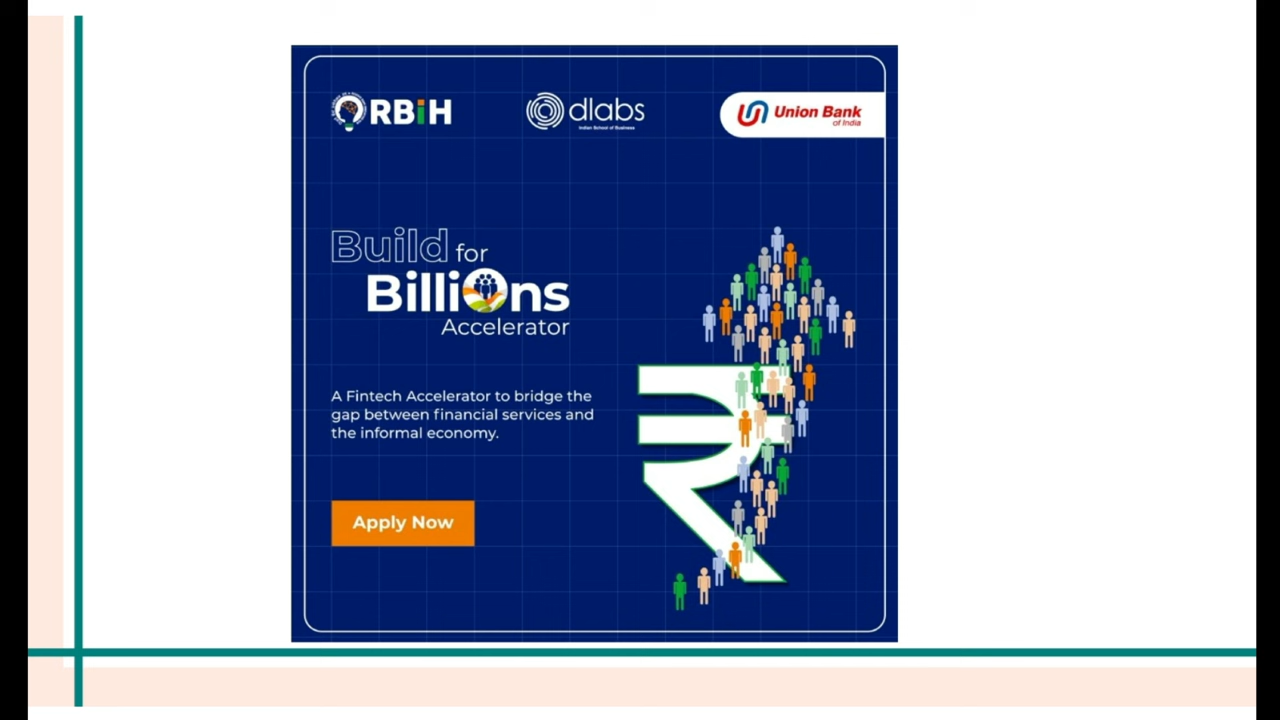 RBiH
dlabs
Indian School of Business
Union Bank
of India
Build for
Billions
Accelerator
A Fintech Accelerator to bridge the
gap between financial services and
the informal economy.
Apply Now